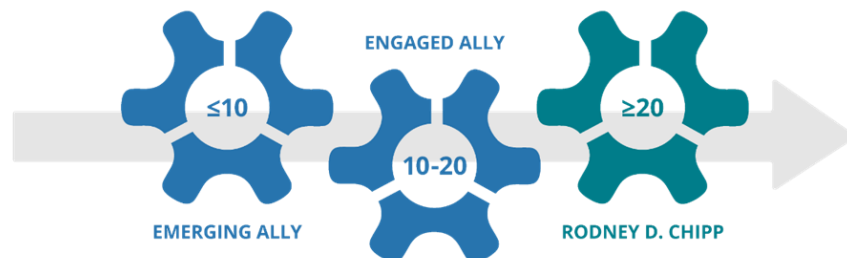 ENGAGED ALLY
≤10
≥20
10-20
EMERGING ALLY
RODNEY D. CHIPP